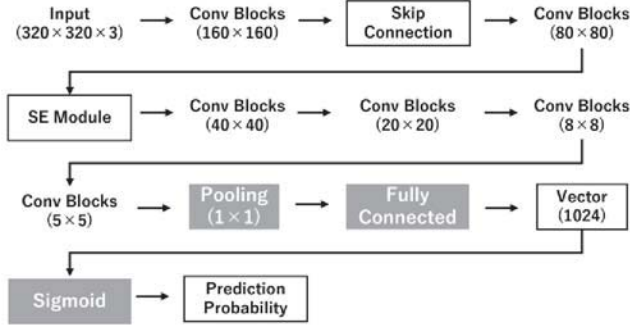 Input
(320×320×3)
Conv Blocks
(160×160)
Skip
Connection
Conv Blocks
(80×80)
SE Module
Conv Blocks
(40×40)
Conv Blocks
(20×20)
Conv Blocks
(8×8)
Conv Blocks
(5×5)
Pooling
(1×1)
Fully
Connected
Vector
(1024)
Sigmoid
Prediction
Probability